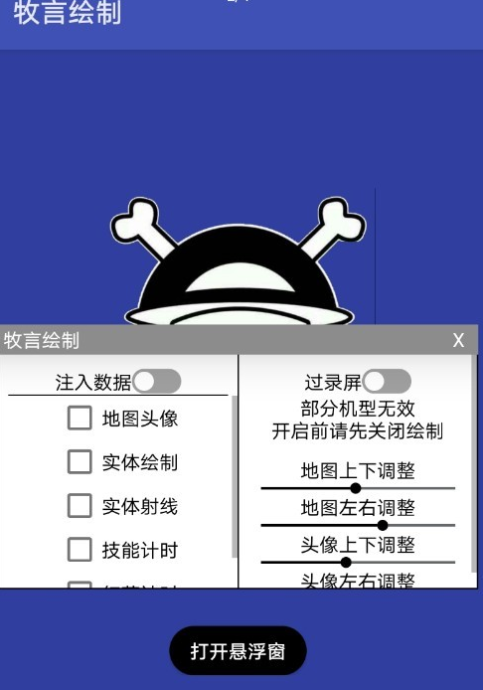 牧言绘制
牧言绘制 X
注入数据
地图头像
实体绘制
实体射线
技能计时
过录屏
部分机型无效
开启前请先关闭绘制
地图上下调整
地图左右调整
头像上下调整
头像左右调整
打开悬浮窗